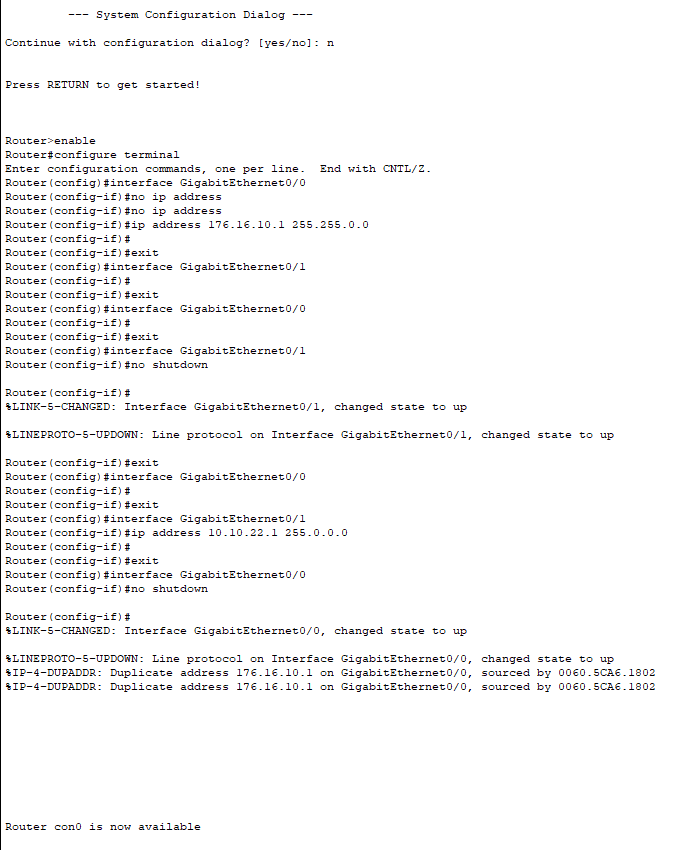 --- System Configuration Dialog ---
Continue with configuration dialog? [yes/no]: n
Press RETURN to get started!
Router>enable
Router#configure terminal
Enter configuration commands, one per line.  End with CNTL/Z.
Router(config)#interface GigabitEthernet0/0
Router(config-if)#no ip address
Router(config-if)#no ip address
Router(config-if)#ip address 176.16.10.1 255.255.0.0
Router(config-if)#
Router(config-if)#exit
Router(config)#interface GigabitEthernet0/1
Router(config-if)#
Router(config-if)#exit
Router(config)#interface GigabitEthernet0/0
Router(config-if)#
Router(config-if)#exit
Router(config)#interface GigabitEthernet0/1
Router(config-if)#no shutdown
Router(config-if)#
%LINK-5-CHANGED: Interface GigabitEthernet0/1, changed state to up
%LINEPROTO-5-UPDOWN: Line protocol on Interface GigabitEthernet0/1, changed state to up
Router(config-if)#exit
Router(config)#interface GigabitEthernet0/0
Router(config-if)#
Router(config-if)#exit
Router(config)#interface GigabitEthernet0/1
Router(config-if)#ip address 10.10.22.1 255.0.0.0
Router(config-if)#
Router(config-if)#exit
Router(config)#interface GigabitEthernet0/0
Router(config-if)#no shutdown
Router(config-if)#
%LINK-5-CHANGED: Interface GigabitEthernet0/0, changed state to up
%LINEPROTO-5-UPDOWN: Line protocol on Interface GigabitEthernet0/0, changed state to up
%IP-4-DUPADDR: Duplicate address 176.16.10.1 on GigabitEthernet0/0, sourced by 0060.5CA6.1802
%IP-4-DUPADDR: Duplicate address 176.16.10.1 on GigabitEthernet0/0, sourced by 0060.5CA6.1802
Router con0 is now available